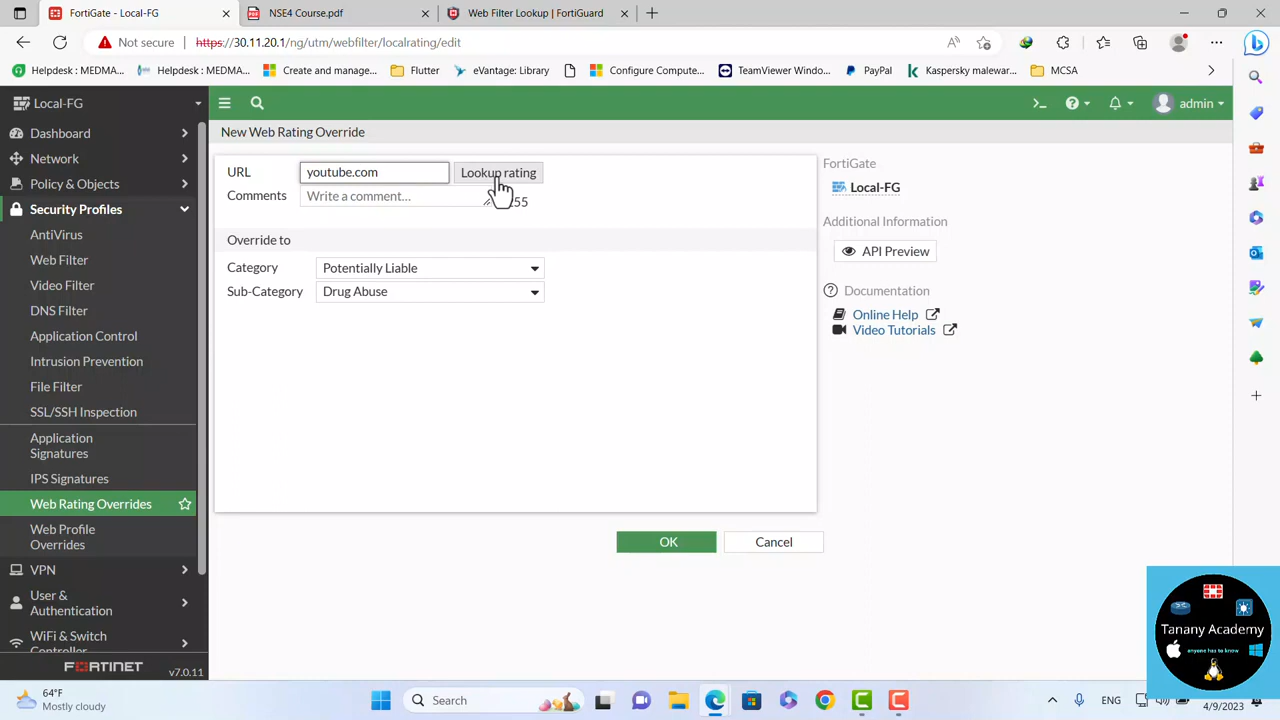 FortiGate - Local-FG
NSE4 Course.pdf
Web Filter Lookup | FortiGuard
Not secure
https://30.11.20.1/ng/utm/webfilter/localrating/edit
Helpdesk : MEDMA...
Helpdesk : MEDMA...
Create and manage...
Flutter
eVantage: Library
Configure Compute...
TeamViewer Windo...
PayPal
Kaspersky malewar...
MCSA
Local-FG
admin
Dashboard
Network
Policy & Objects
Security Profiles
AntiVirus
Web Filter
Video Filter
DNS Filter
Application Control
Intrusion Prevention
File Filter
SSL/SSH Inspection
Application
Signatures
IPS Signatures
Web Rating Overrides
Web Profile
Overrides
VPN
User &
Authentication
WiFi & Switch
Controller
FORTINET
v7.0.11
New Web Rating Override
URL
youtube.com
Lookup rating
Comments
Write a comment...
55
Override to
Category
Potentially Liable
Sub-Category
Drug Abuse
OK
Cancel
FortiGate
Local-FG
Additional Information
API Preview
Documentation
Online Help
Video Tutorials
Tanany Academy
anyone has to know
64°F
Mostly cloudy
Search
ENG
4/9/2023